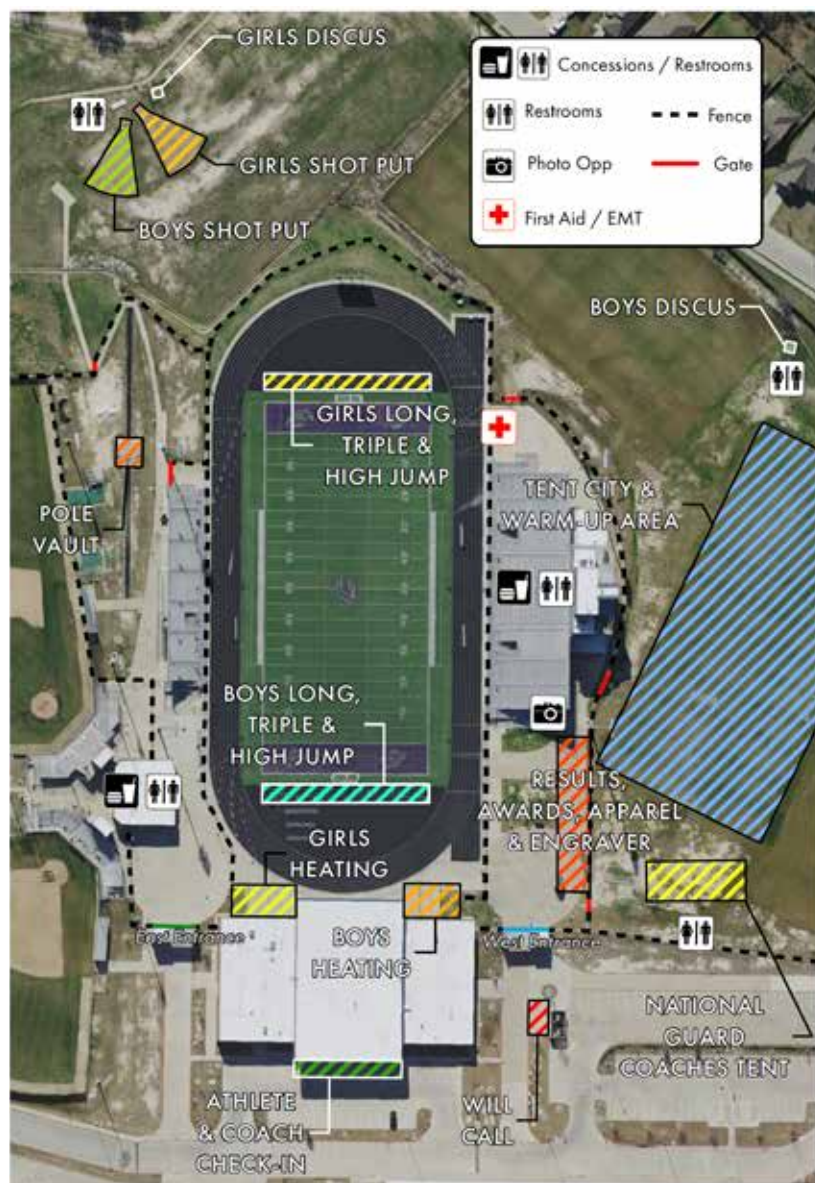 GIRLS DISCUS
Concessions / Restrooms
Restrooms
Fence
Photo Opp
Gate
First Aid / EMT
GIRLS SHOT PUT
BOYS SHOT PUT
BOYS DISCUS
GIRLS LONG,
TRIPLE &
HIGH JUMP
TENT CITY &
WARM-UP AREA
POLE
VAULT
BOYS LONG,
TRIPLE &
HIGH JUMP
RESULTS,
AWARDS, APPAREL
& ENGRAVER
GIRLS
HEATING
East Entrance
West Entrance
BOYS
HEATING
NATIONAL
GUARD
COACHES TENT
ATHLETE
& COACH
CHECK-IN
WILL
CALL